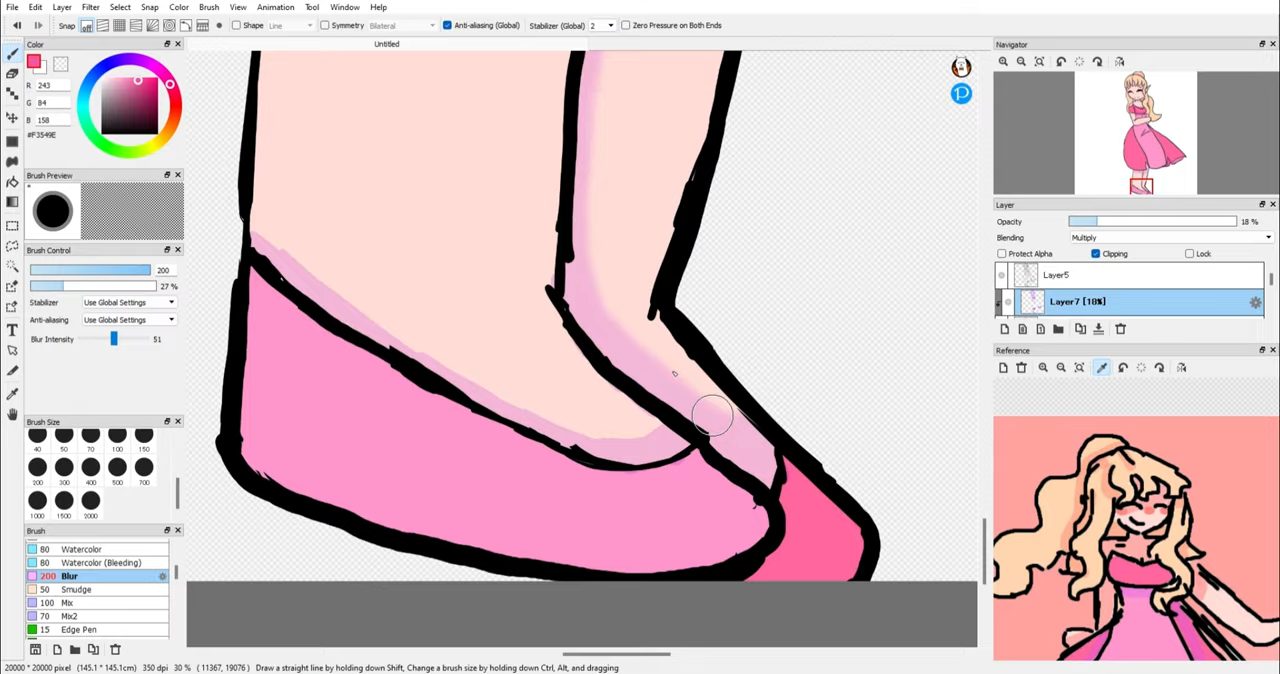 File Edit Layer Filter Select Snap Color Brush View Animation Tool Window Help
Snap off Shape Line Symmetry Bilateral Anti-aliasing (Global) Stabilizer (Global) 2 Zero Pressure on Both Ends
Color
Untitled
Navigator
R 243
G 84
B 158
#F3549E
Brush Preview
Brush Control
200
27 %
Stabilizer Use Global Settings
Anti-aliasing Use Global Settings
Blur Intensity 51
Brush Size
40 50 70 100 150
200 300 400 500 700
1000 1500 2000
Brush
80 Watercolor
80 Watercolor (Bleeding)
200 Blur
50 Smudge
100 Mix
70 Mix2
15 Edge Pen
Layer
Opacity 18 %
Blending Multiply
Protect Alpha Clipping Lock
Layer5
Layer7 [18%]
Reference
20000 * 20000 pixel (145.1 * 145.1cm) 350 dpi 30 % ( 11367, 19076 ) Draw a straight line by holding down Shift, Change a brush size by holding down Ctrl, Alt, and dragging